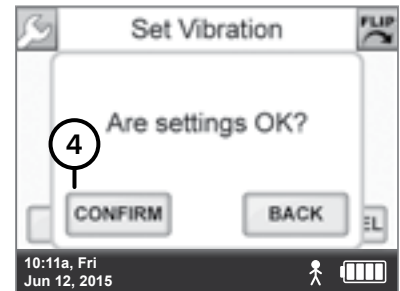 Set Vibration
FLIP
Are settings OK?
4
CONFIRM
BACK
EL
10:11a, Fri
Jun 12, 2015